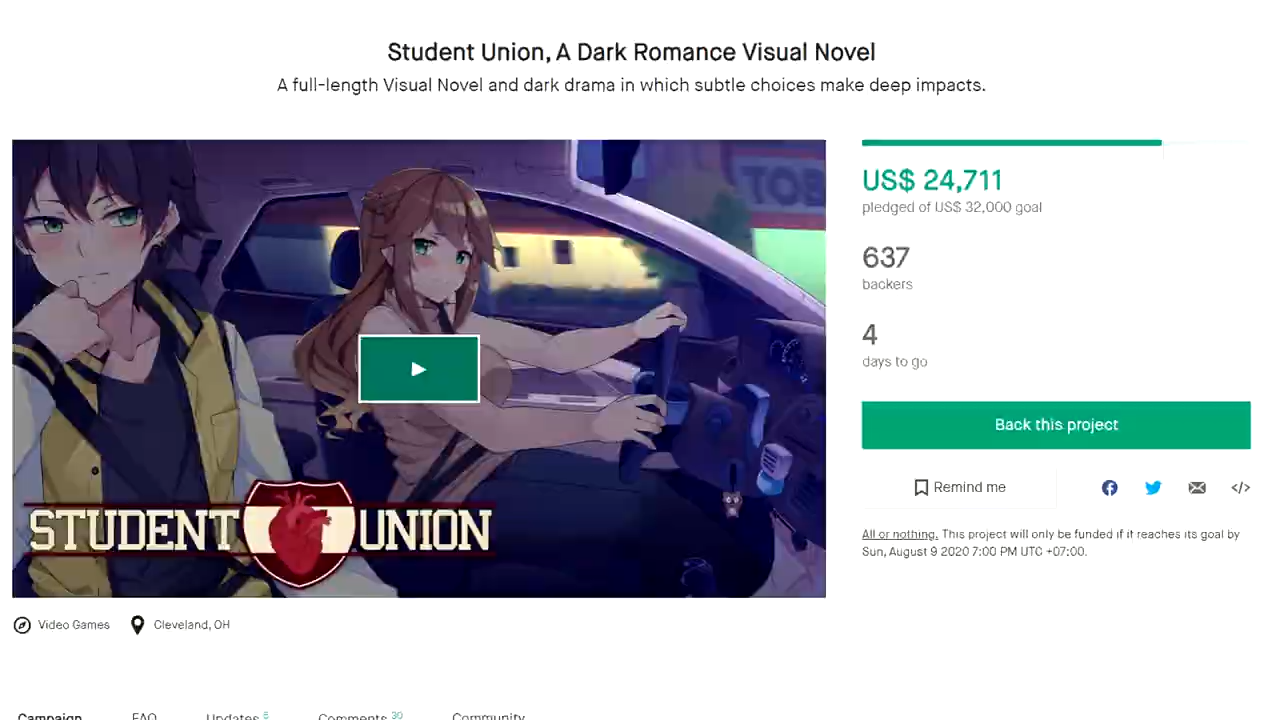 Student Union, A Dark Romance Visual Novel
A full-length Visual Novel and dark drama in which subtle choices make deep impacts.
TOB
STUDENT UNION
US$ 24,711
pledged of US$ 32,000 goal
637
backers
4
days to go
Back this project
Remind me
All or nothing. This project will only be funded if it reaches its goal by
Sun, August 9 2020 7:00 PM UTC +07:00.
Video Games Cleveland, OH
Campaign FAQ Updates 8 Comments 30 Community